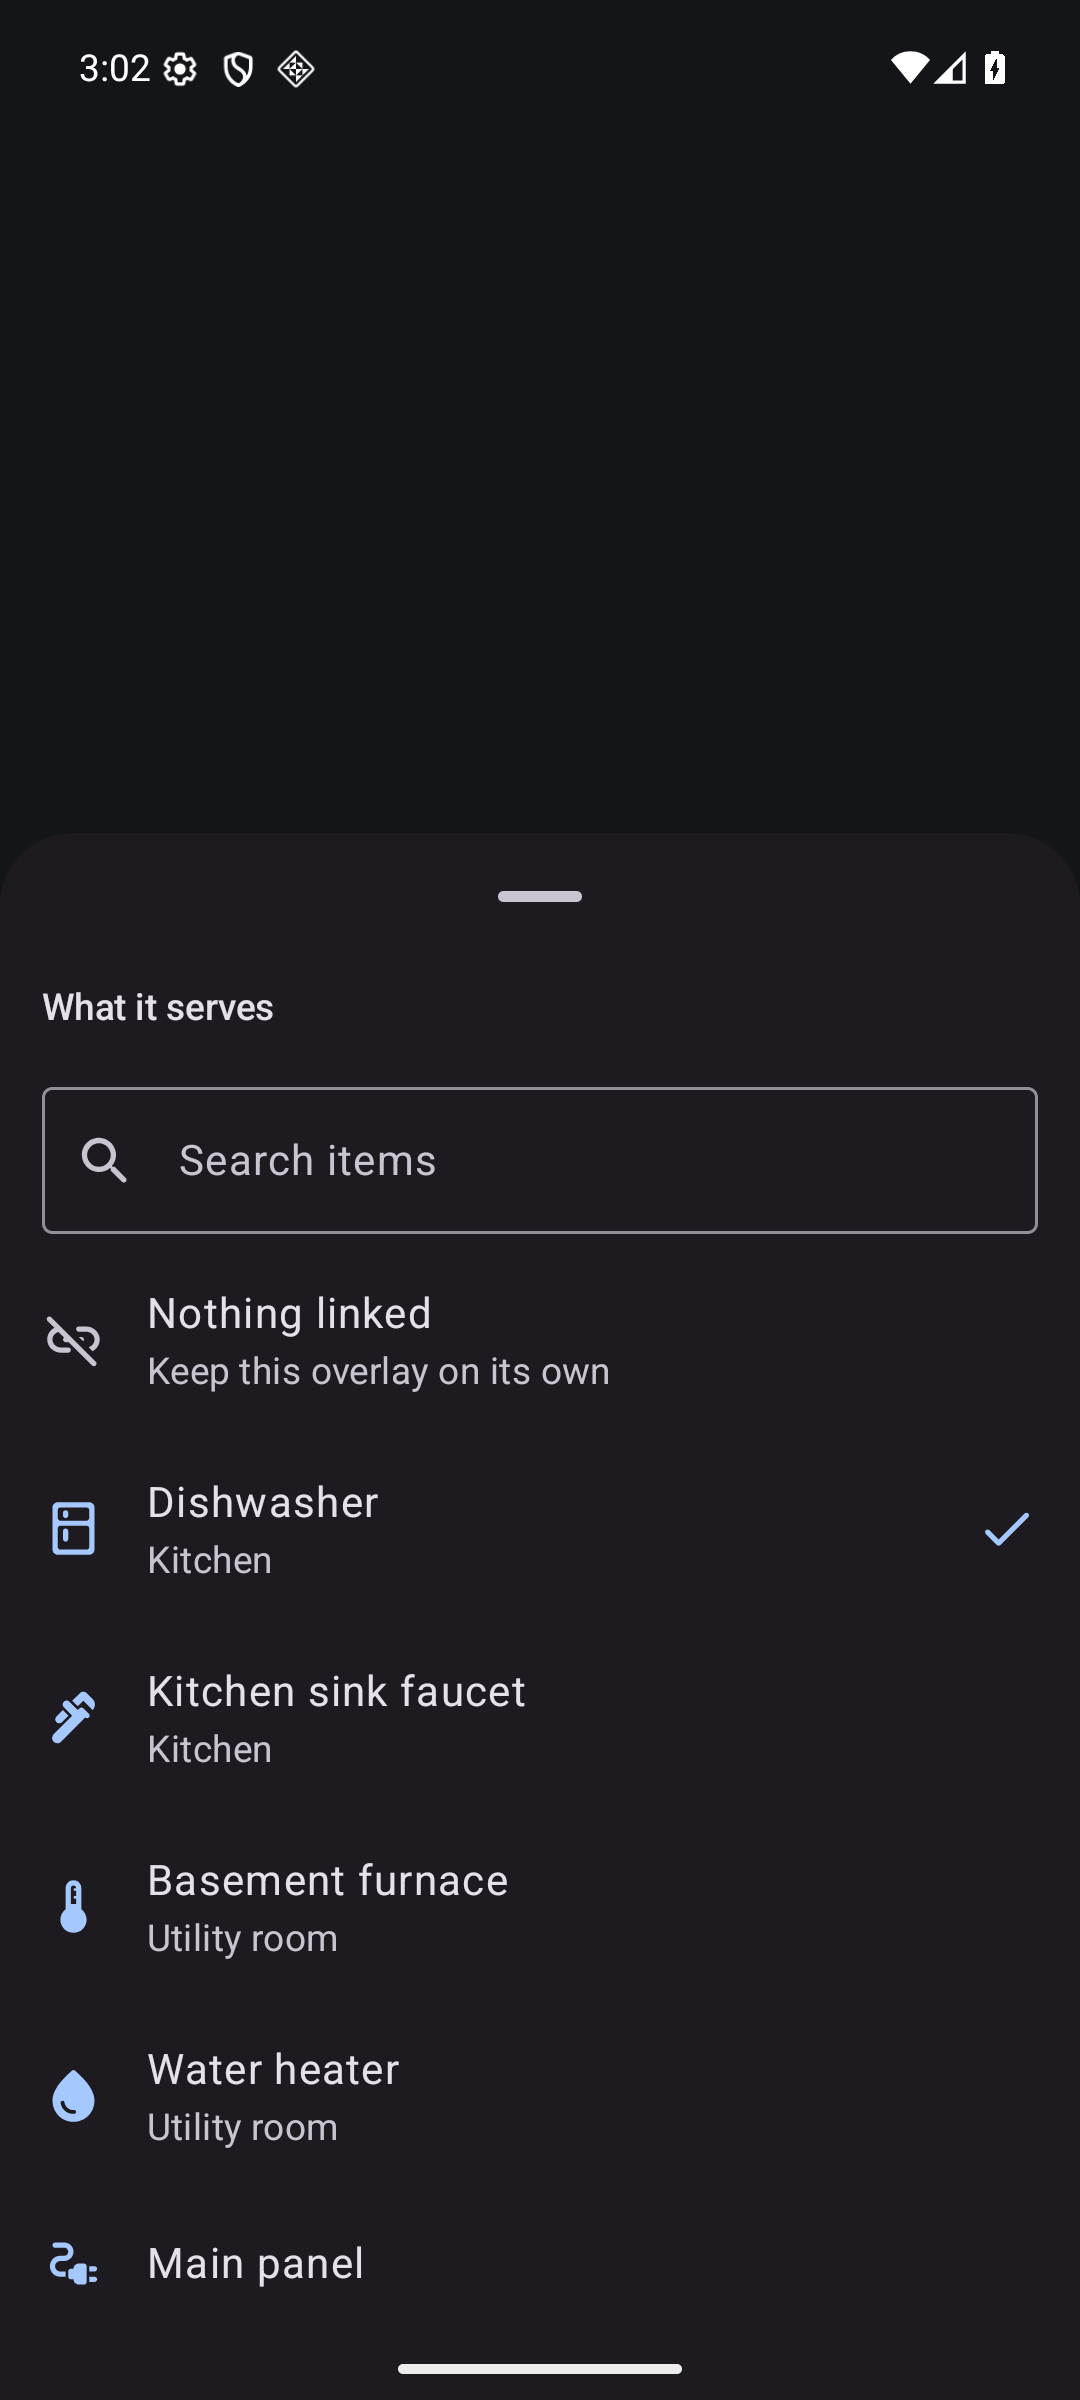 3:02
What it serves
Search items
Nothing linked
Keep this overlay on its own
Dishwasher
Kitchen
Kitchen sink faucet
Kitchen
Basement furnace
Utility room
Water heater
Utility room
Main panel